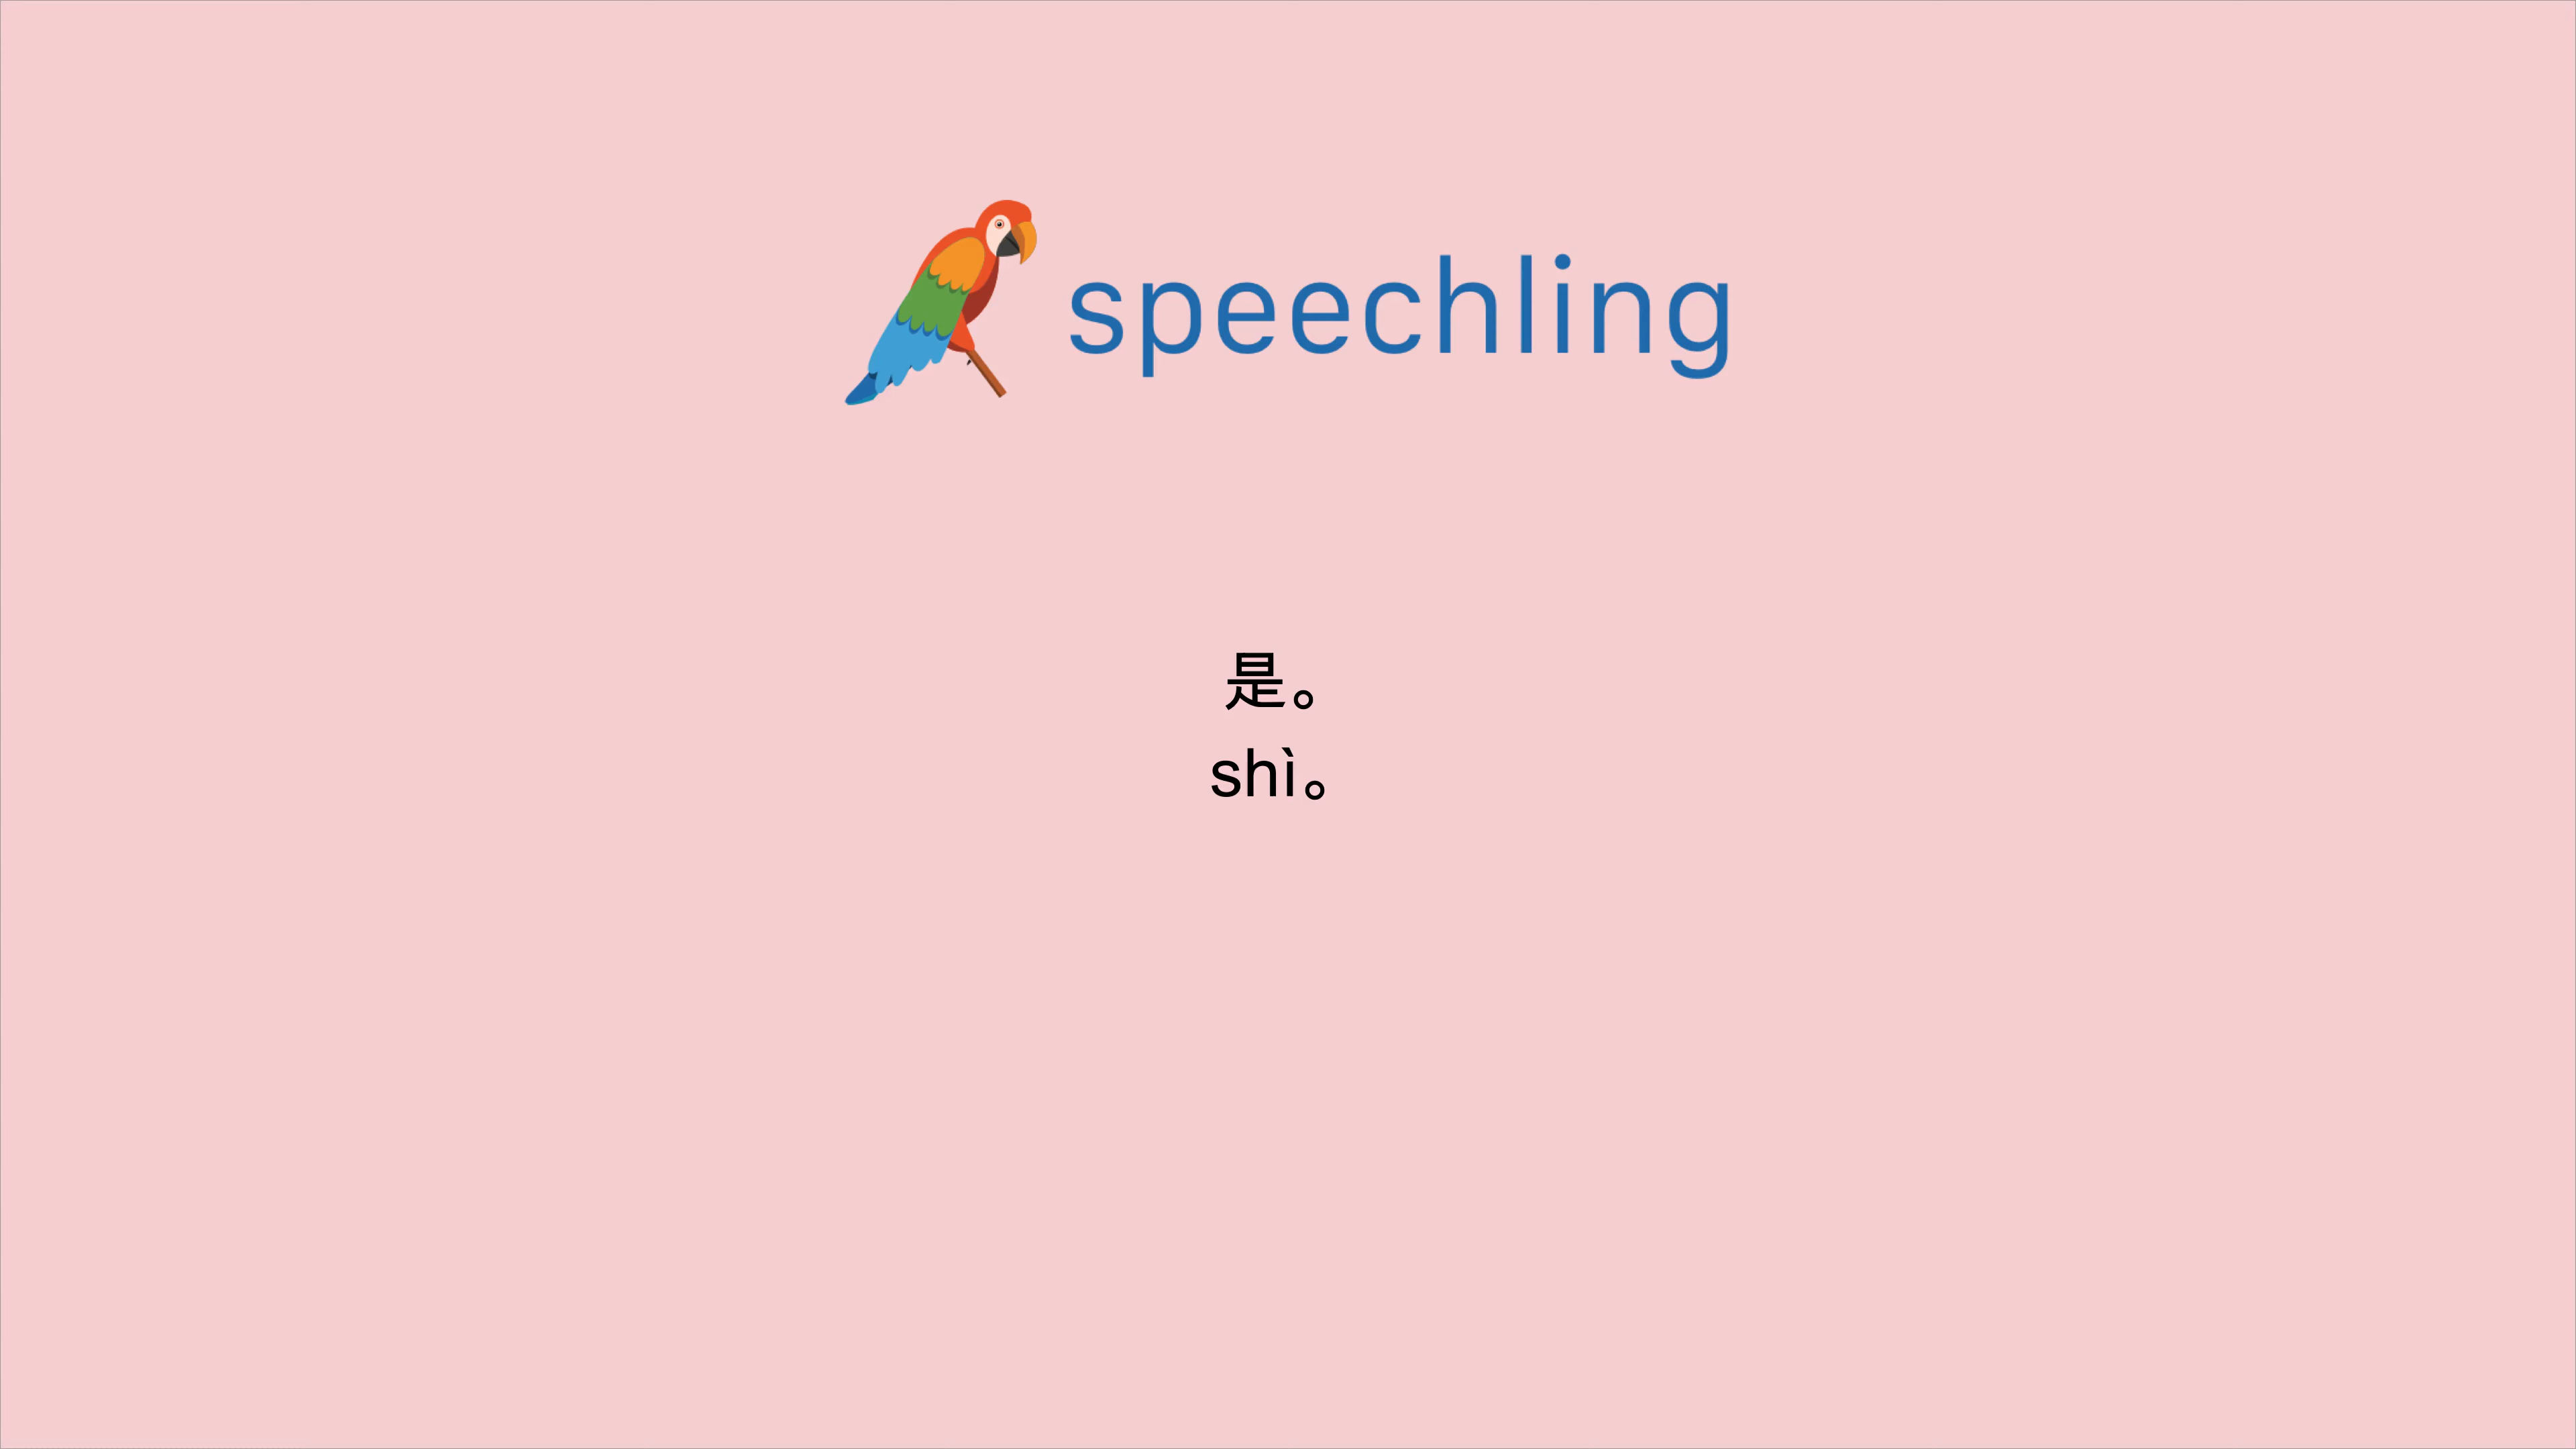 speechling
是。
shì。